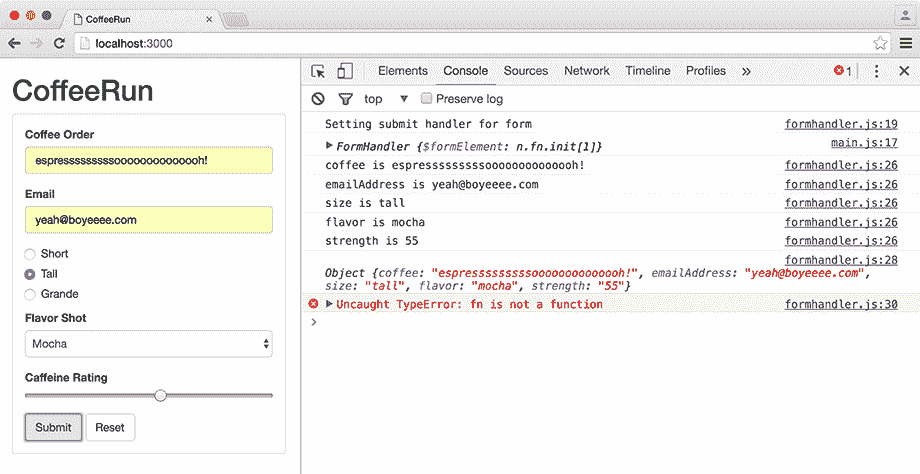 CoffeeRun
localhost:3000
CoffeeRun
Coffee Order
espresssssssssooooooooooooooh!
Email
yeah@boyeeee.com
Short
Tall
Grande
Flavor Shot
Mocha
Caffeine Rating
Submit Reset
Elements Console Sources Network Timeline Profiles » 1
top Preserve log
Setting submit handler for form formhandler.js:19
FormHandler {$formElement: n.fn.init[1]} main.js:17
coffee is espresssssssssooooooooooooooh! formhandler.js:26
emailAddress is yeah@boyeeee.com formhandler.js:26
size is tall formhandler.js:26
flavor is mocha formhandler.js:26
strength is 55 formhandler.js:26
formhandler.js:28
Object {coffee: "espresssssssssooooooooooooooh!", emailAddress: "yeah@boyeeee.com",
size: "tall", flavor: "mocha", strength: "55"}
Uncaught TypeError: fn is not a function formhandler.js:30